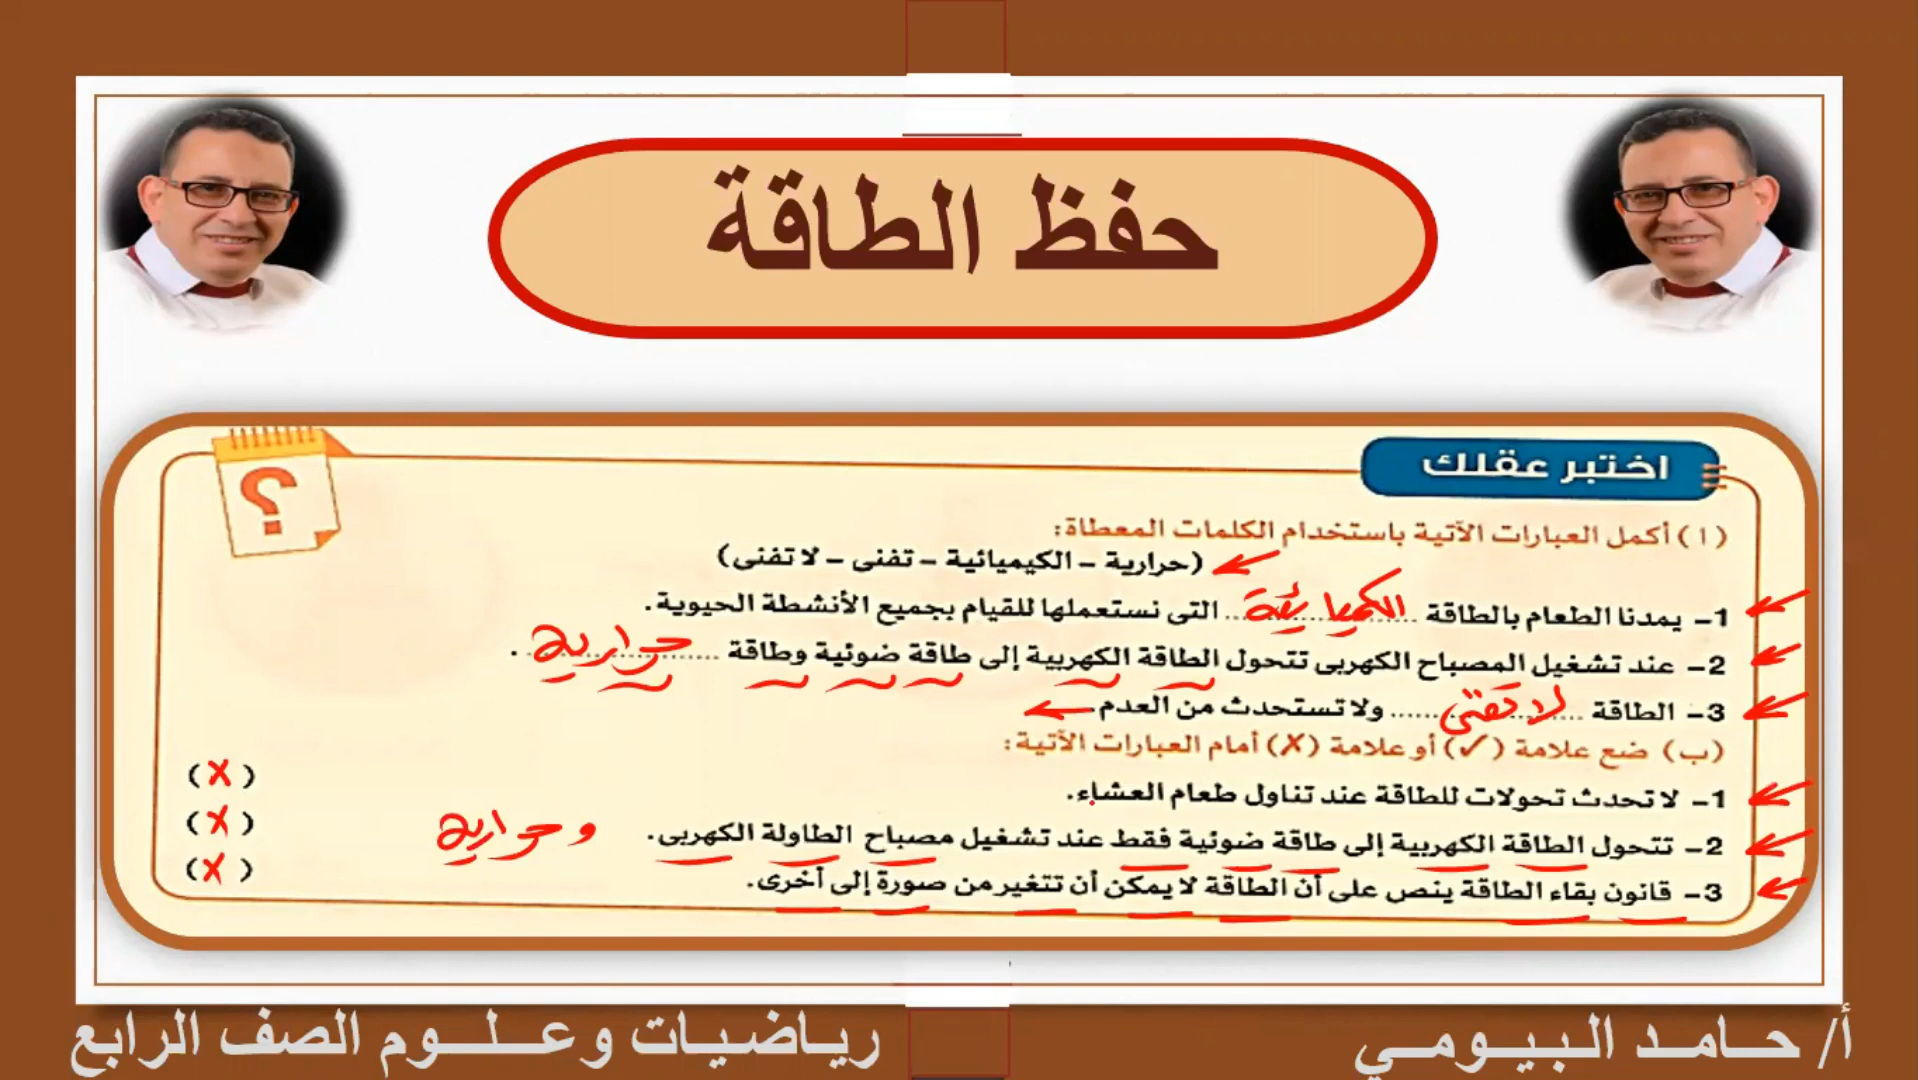 حفظ الطاقة
اختبر عقلك
؟
(أ) أكمل العبارات الآتية باستخدام الكلمات المعطاة:
(حرارية – الكيميائية – تفنى – لا تفنى)
1- يمدنا الطعام بالطاقة الكيميائية التى نستعملها للقيام بجميع الأنشطة الحيوية.
2- عند تشغيل المصباح الكهربى تتحول الطاقة الكهربية إلى طاقة ضوئية وطاقة حرارية .
3- الطاقة لا تفنى ولا تستحدث من العدم.
(ب) ضع علامة (✓) أو علامة (✗) أمام العبارات الآتية:
1- لا تحدث تحولات للطاقة عند تناول طعام العشاء. (✗)
2- تتحول الطاقة الكهربية إلى طاقة ضوئية فقط عند تشغيل مصباح الطاولة الكهربى. وحرارية (✗)
3- قانون بقاء الطاقة ينص على أن الطاقة لا يمكن أن تتغير من صورة إلى أخرى. (✗)
أ/ حامد البيومي
رياضيات وعلوم الصف الرابع